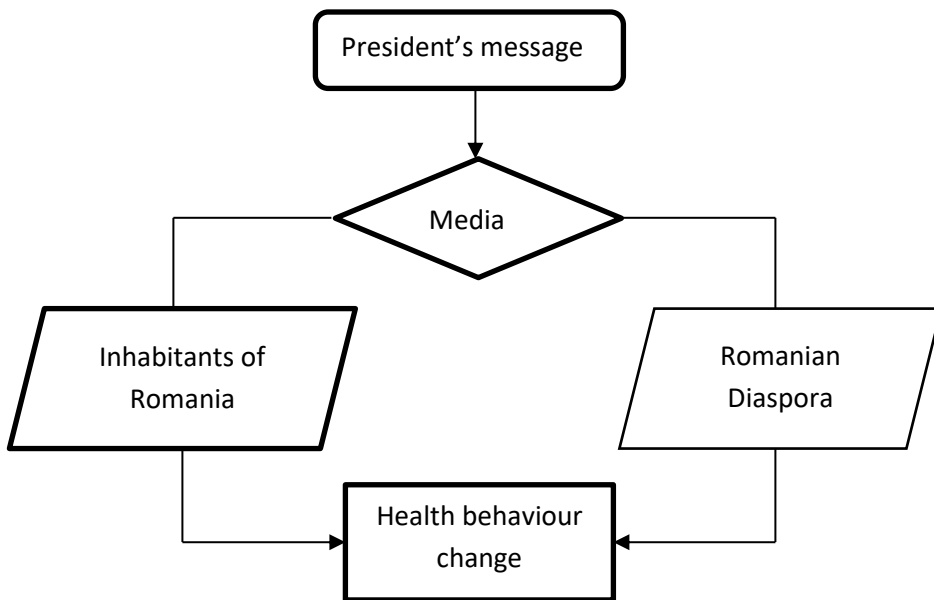 President’s message
Media
Inhabitants of
Romania
Romanian
Diaspora
Health behaviour
change